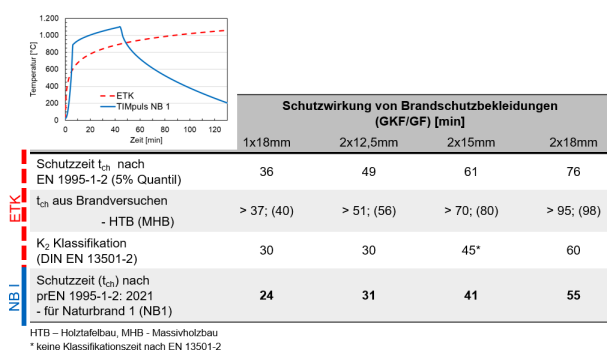 1.200
1.000
800
600
400
200
0
Temperatur [°C]
ETK
TIMpuls NB 1
0 20 40 60 80 100 120
Zeit [min]
Schutzwirkung von Brandschutzbekleidungen
(GKF/GF) [min]
1x18mm 2x12,5mm 2x15mm 2x18mm
ETK
Schutzzeit tch nach
EN 1995-1-2 (5% Quantil)
36 49 61 76
tch aus Brandversuchen
- HTB (MHB)
> 37; (40) > 51; (56) > 70; (80) > 95; (98)
K2 Klassifikation
(DIN EN 13501-2)
30 30 45* 60
NB I
Schutzzeit (tch) nach
prEN 1995-1-2: 2021
- für Naturbrand 1 (NB1)
24 31 41 55
HTB – Holztafelbau, MHB - Massivholzbau
* keine Klassifikationszeit nach EN 13501-2